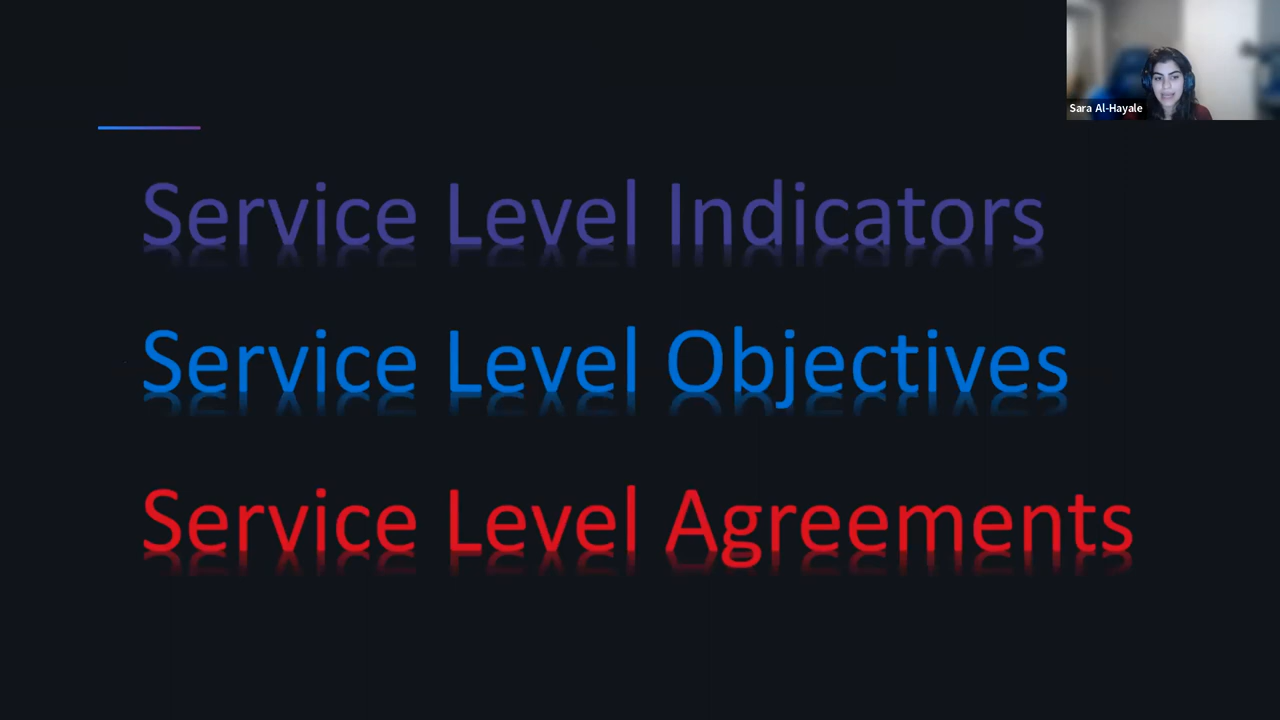 Sara Al-Hayale
Service Level Indicators
Service Level Objectives
Service Level Agreements